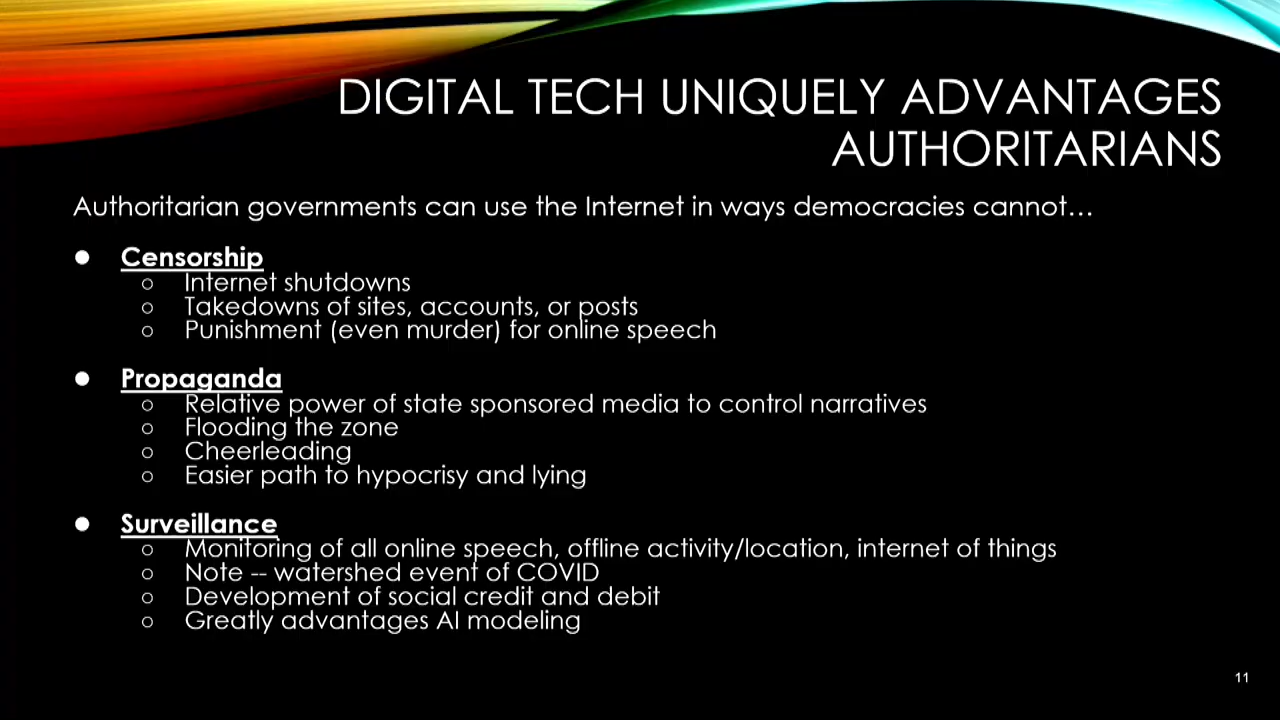 DIGITAL TECH UNIQUELY ADVANTAGES
AUTHORITARIANS
Authoritarian governments can use the Internet in ways democracies cannot…
● Censorship
○ Internet shutdowns
○ Takedowns of sites, accounts, or posts
○ Punishment (even murder) for online speech
● Propaganda
○ Relative power of state sponsored media to control narratives
○ Flooding the zone
○ Cheerleading
○ Easier path to hypocrisy and lying
● Surveillance
○ Monitoring of all online speech, offline activity/location, internet of things
○ Note -- watershed event of COVID
○ Development of social credit and debit
○ Greatly advantages AI modeling
11